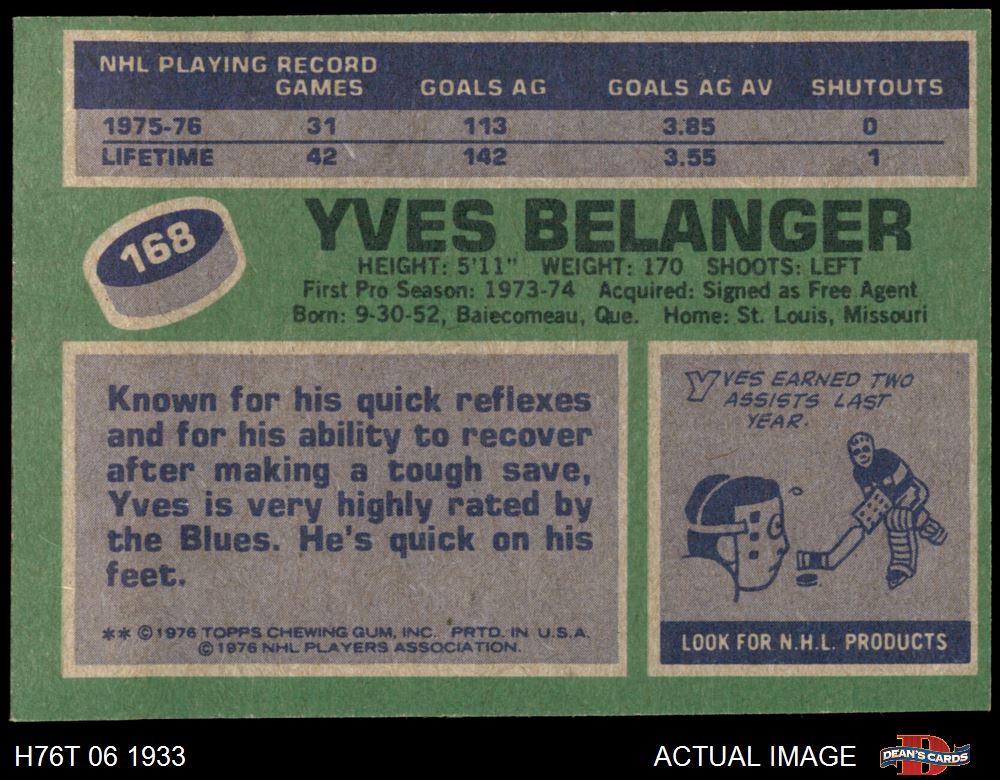 NHL PLAYING RECORD
GAMES GOALS AG GOALS AG AV SHUTOUTS
1975-76 31 113 3.85 0
LIFETIME 42 142 3.55 1
168
YVES BELANGER
HEIGHT: 5'11" WEIGHT: 170 SHOOTS: LEFT
First Pro Season: 1973-74 Acquired: Signed as Free Agent
Born: 9-30-52, Baiecomeau, Que. Home: St. Louis, Missouri
Known for his quick reflexes
and for his ability to recover
after making a tough save,
Yves is very highly rated by
the Blues. He's quick on his
feet.
** ©1976 TOPPS CHEWING GUM, INC. PRTD. IN U.S.A.
©1976 NHL PLAYERS ASSOCIATION.
YVES EARNED TWO
ASSISTS LAST
YEAR.
LOOK FOR N.H.L. PRODUCTS
H76T 06 1933
ACTUAL IMAGE
D
DEAN'S CARDS